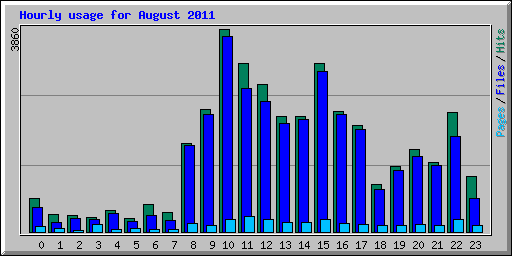 Hourly usage for August 2011
3860
Pages / Files / Hits
0 1 2 3 4 5 6 7 8 9 10 11 12 13 14 15 16 17 18 19 20 21 22 23